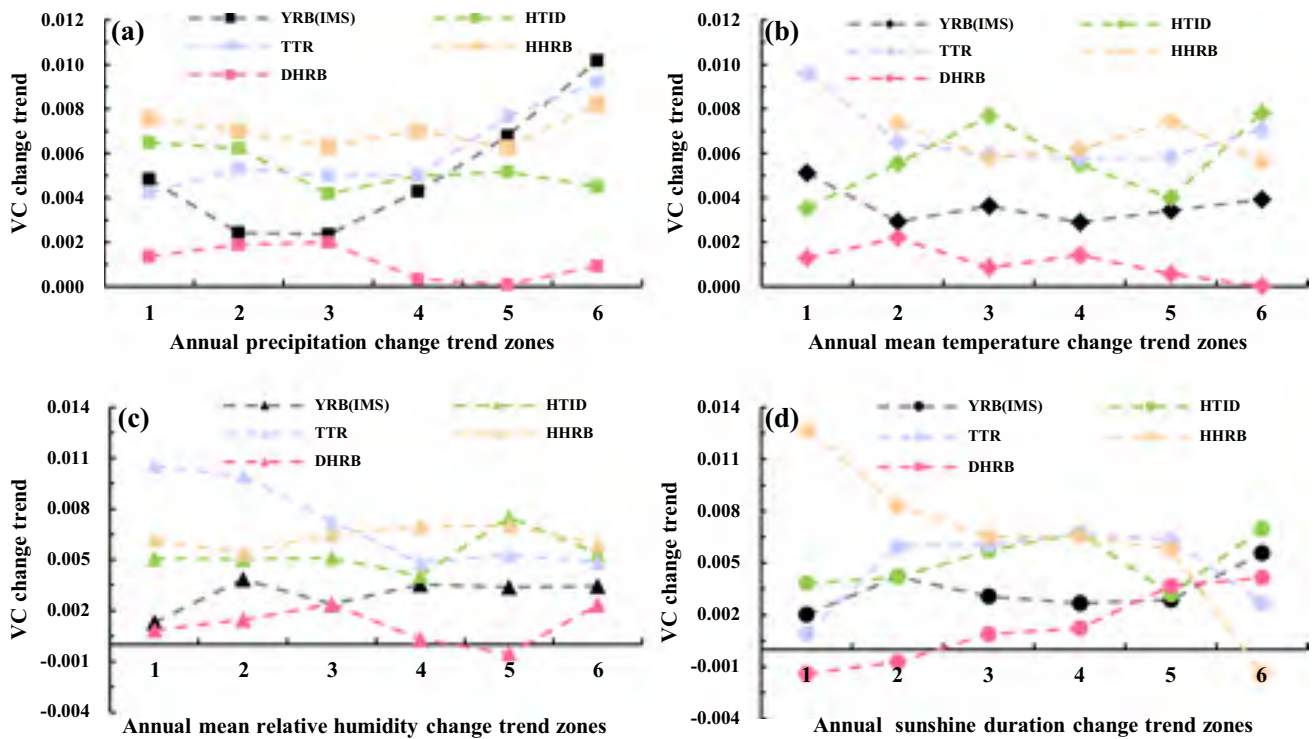 (a)
YRB(IMS) HTID
TTR HHRB
DHRB
0.012
0.010
0.008
0.006
0.004
0.002
0.000
VC change trend
1 2 3 4 5 6
Annual precipitation change trend zones
(b)
YRB(IMS) HTID
TTR HHRB
DHRB
0.012
0.010
0.008
0.006
0.004
0.002
0.000
VC change trend
1 2 3 4 5 6
Annual mean temperature change trend zones
(c)
YRB(IMS) HTID
TTR HHRB
DHRB
0.014
0.011
0.008
0.005
0.002
-0.001
-0.004
VC change trend
1 2 3 4 5 6
Annual mean relative humidity change trend zones
(d)
YRB(IMS) HTID
TTR HHRB
DHRB
0.014
0.011
0.008
0.005
0.002
-0.001
-0.004
VC change trend
1 2 3 4 5 6
Annual sunshine duration change trend zones